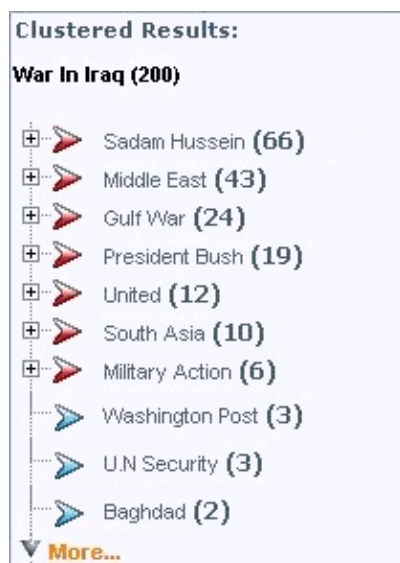 Clustered Results:
War In Iraq (200)
Sadam Hussein (66)
Middle East (43)
Gulf War (24)
President Bush (19)
United (12)
South Asia (10)
Military Action (6)
Washington Post (3)
U.N Security (3)
Baghdad (2)
More...